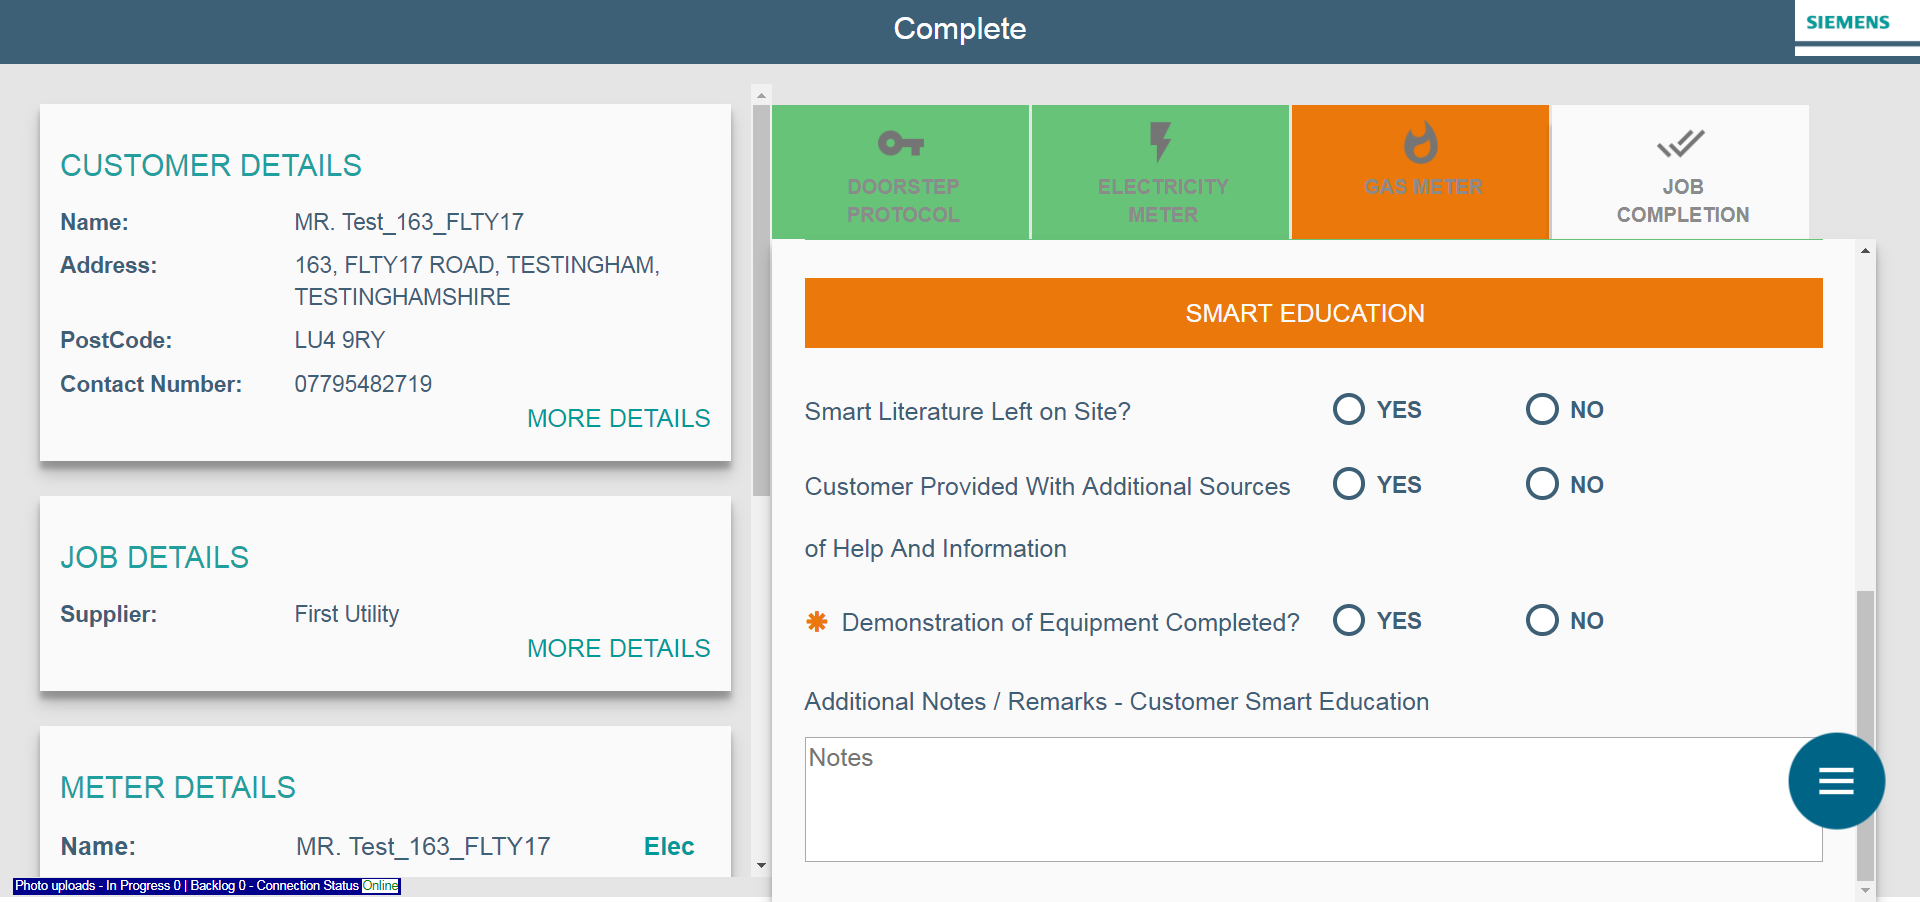 Complete
SIEMENS
CUSTOMER DETAILS
Name: MR. Test_163_FLTY17
Address: 163, FLTY17 ROAD, TESTINGHAM,
TESTINGHAMSHIRE
PostCode: LU4 9RY
Contact Number: 07795482719
MORE DETAILS
JOB DETAILS
Supplier: First Utility
MORE DETAILS
METER DETAILS
Name: MR. Test_163_FLTY17 Elec
Photo uploads - In Progress 0 | Backlog 0 - Connection Status Online
DOORSTEP
PROTOCOL
ELECTRICITY
METER
GAS METER
JOB
COMPLETION
SMART EDUCATION
Smart Literature Left on Site? YES NO
Customer Provided With Additional Sources YES NO
of Help And Information
Demonstration of Equipment Completed? YES NO
Additional Notes / Remarks - Customer Smart Education
Notes